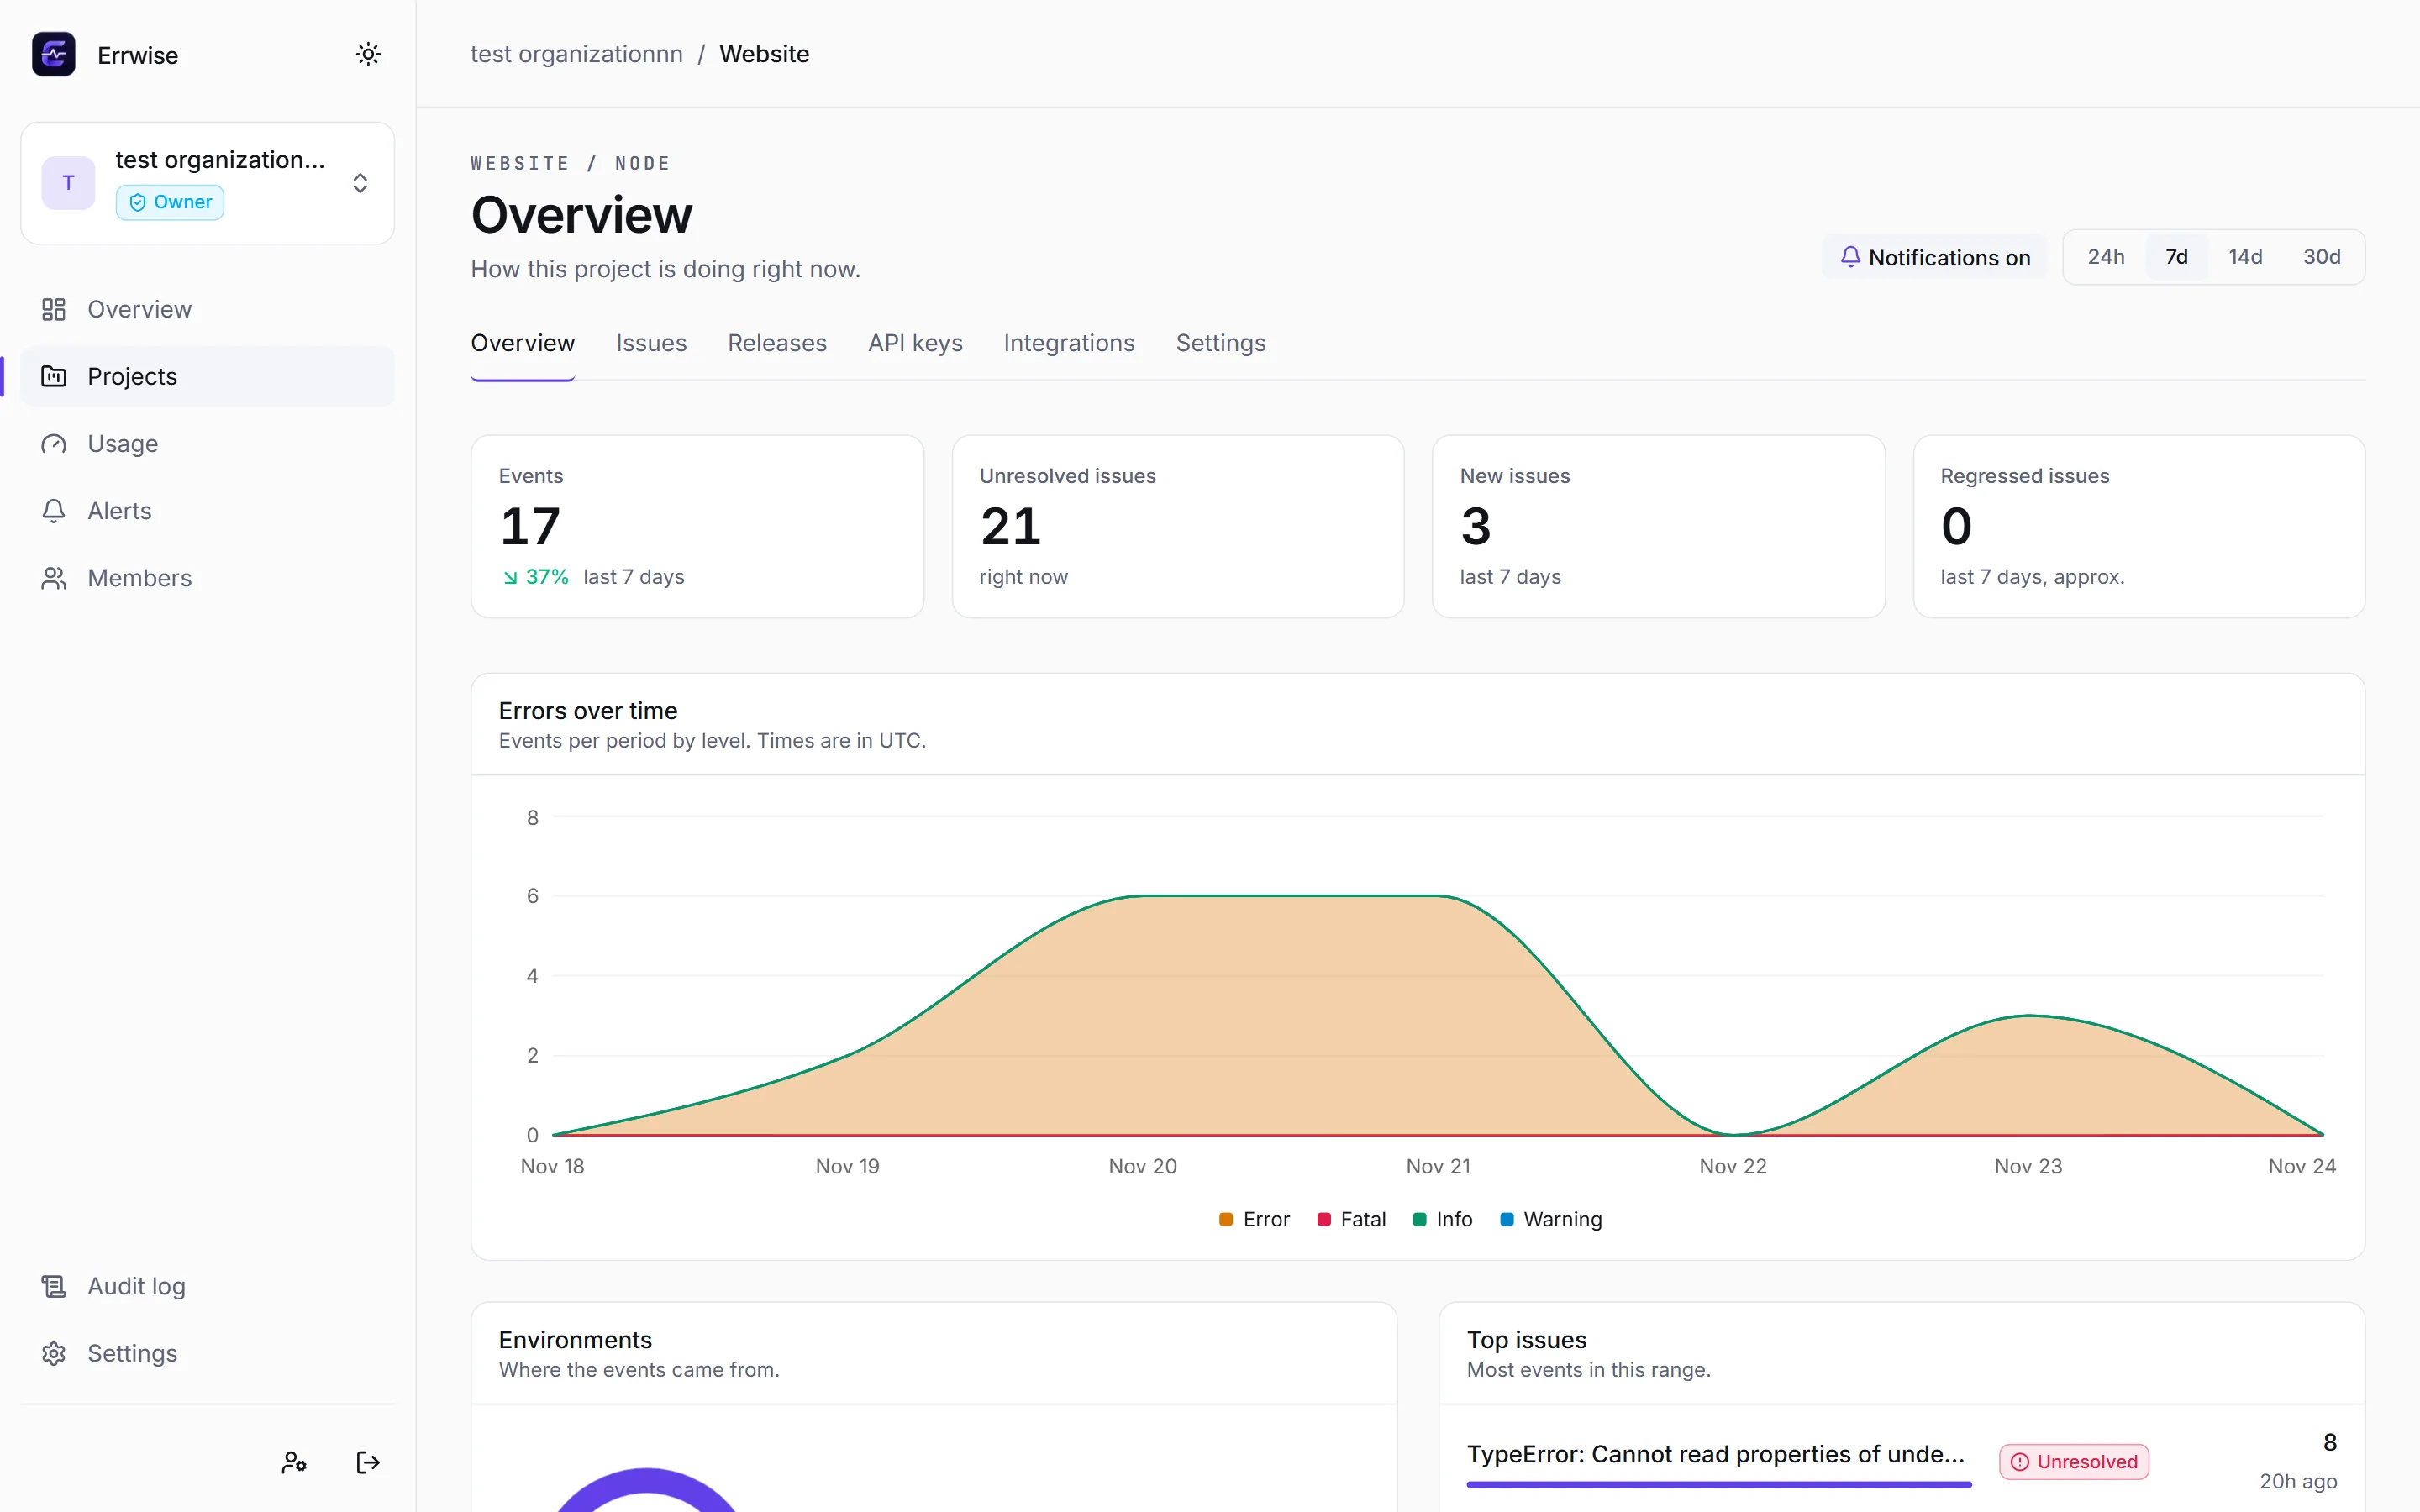 Errwise
test organization...
T
Owner
Overview
Projects
Usage
Alerts
Members
Audit log
Settings
test organizationnn / Website
WEBSITE / NODE
Overview
How this project is doing right now.
Notifications on
24h 7d 14d 30d
Overview Issues Releases API keys Integrations Settings
Events
17
37% last 7 days
Unresolved issues
21
right now
New issues
3
last 7 days
Regressed issues
0
last 7 days, approx.
Errors over time
Events per period by level. Times are in UTC.
8
6
4
2
0
Nov 18 Nov 19 Nov 20 Nov 21 Nov 22 Nov 23 Nov 24
Error Fatal Info Warning
Environments
Where the events came from.
Top issues
Most events in this range.
TypeError: Cannot read properties of unde...
Unresolved
8
20h ago